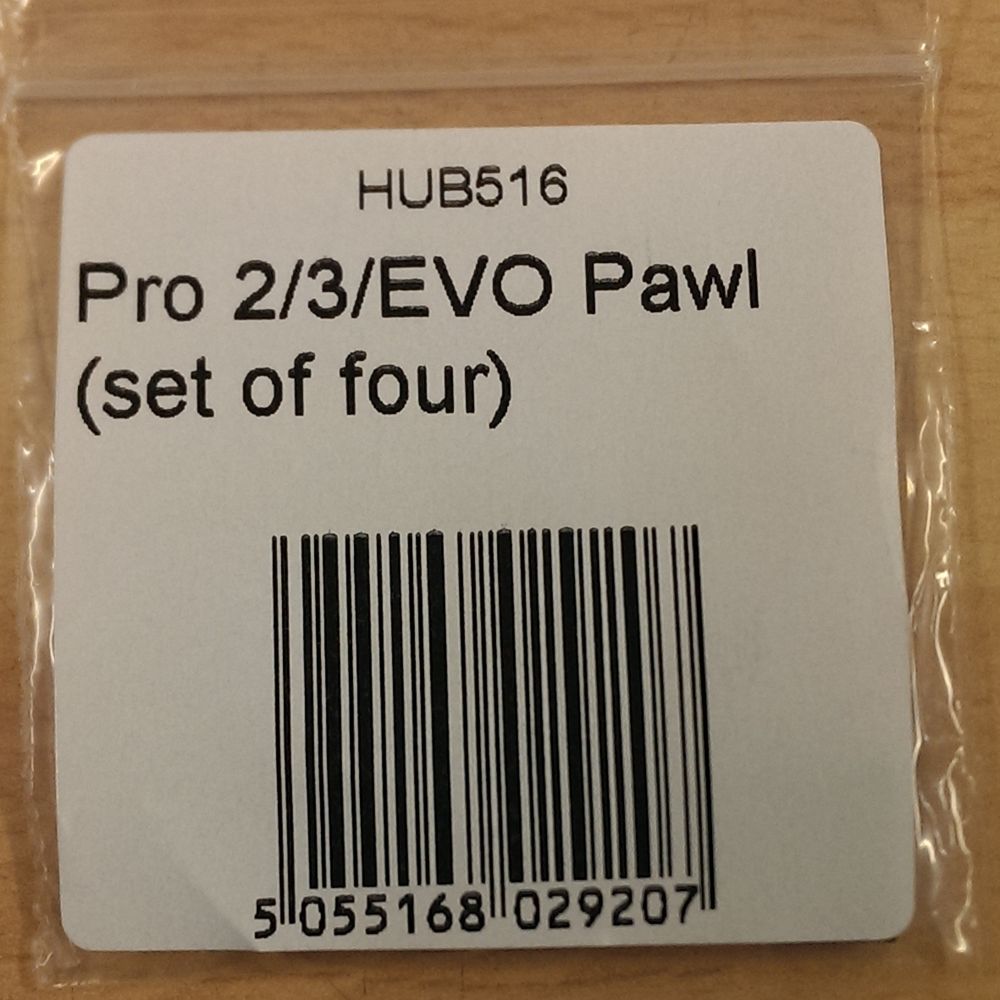 HUB516
Pro 2/3/EVO Pawl
(set of four)
5 055168 029207